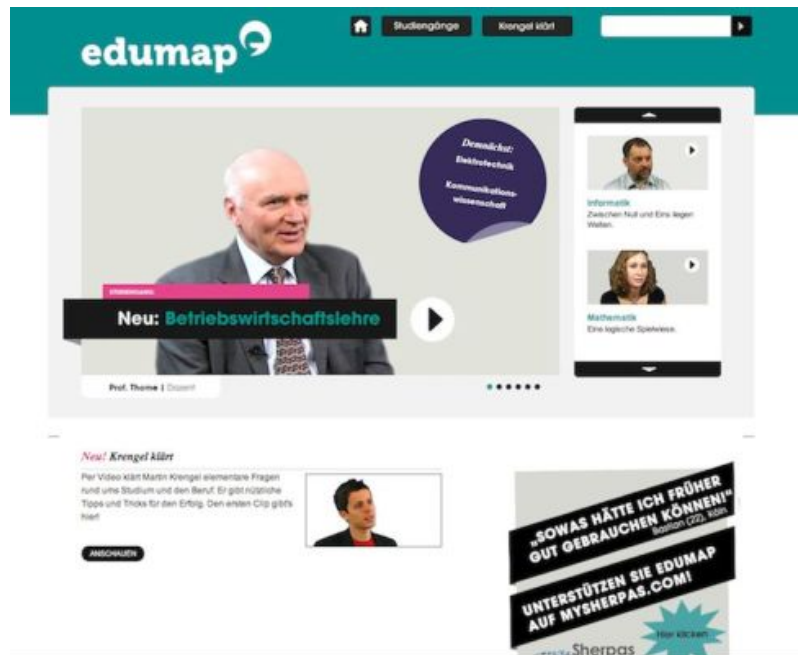 edumap
Studiengänge
Krengel klärt
Demnächst:
Elektrotechnik
Kommunikations-
wissenschaft
STUDIENGANG
Neu: Betriebswirtschaftslehre
Prof. Thome | Dozent
Informatik
Zwischen Null und Eins liegen
Welten.
Mathematik
Eine logische Spielwiese.
Neu! Krengel klärt
Per Video klärt Martin Krengel elementare Fragen
rund ums Studium und den Beruf. Er gibt nützliche
Tipps und Tricks für den Erfolg. Den ersten Clip gibt's
hier!
ANSCHAUEN
„SOWAS HÄTTE ICH FRÜHER
GUT GEBRAUCHEN KÖNNEN!“
Bastian (22), Köln
UNTERSTÜTZEN SIE EDUMAP
AUF MYSHERPAS.COM!
Hier klicken
Sherpas